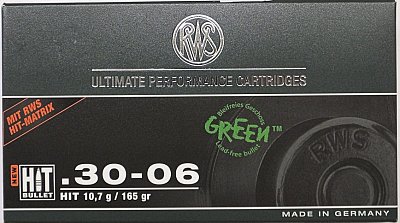 RWS
ULTIMATE PERFORMANCE CARTRIDGES
MIT RWS
HIT-MATRIX
Bleifreies Geschoss
GREEN™
Lead-free bullet
RWS
NEW
HIT
BULLET
.30-06
HIT 10,7 g / 165 gr
MADE IN GERMANY